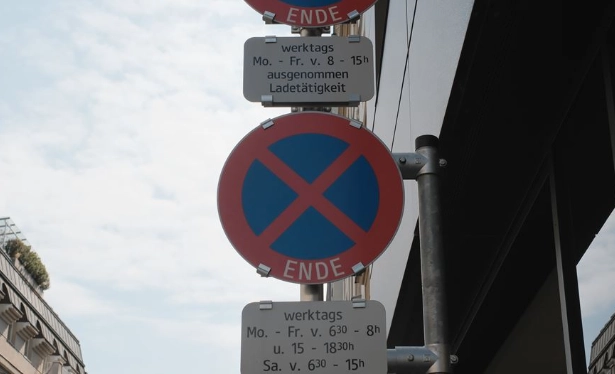 ENDE
werktags
Mo. - Fr. v. 8 - 15h
ausgenommen
Ladetätigkeit
ENDE
werktags
Mo. - Fr. v. 630 - 8h
u. 15 - 1830h
Sa. v. 630 - 15h